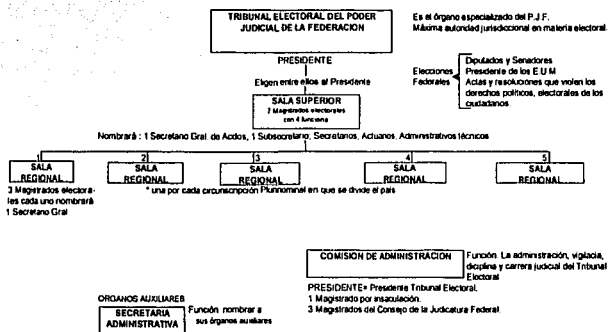 TRIBUNAL ELECTORAL DEL PODER
JUDICIAL DE LA FEDERACION
Es el órgano especializado del P.J.F.
Máxima autoridad jurisdiccional en materia electoral.
PRESIDENTE
Eligen entre ellos al Presidente
Elecciones
Federales
Diputados y Senadores
Presidente de los E.U.M
Actas y resoluciones que violen los
derechos políticos, electorales de los
ciudadanos.
SALA SUPERIOR
7 Magistrados electorales
con 4 funciona
Nombrará : 1 Secretario Gral. de Acdos, 1 Subsecretario, Secretarios, Actuarios, Administrativos técnicos
1 2 3 4 5
SALA REGIONAL
SALA REGIONAL
SALA REGIONAL
SALA REGIONAL
SALA REGIONAL
3 Magistrados electora-
les cada uno nombrará
1 Secretario Gral
* una por cada circunscripción Plurinominal en que se divide el país
COMISION DE ADMINISTRACION
Función. La administración, vigilacia,
diciplina y carrera judicial del Tribunal
Electoral
PRESIDENTE= Presidente Tribunal Electoral.
1 Magistrado por insaculación.
3 Magistrados del Consejo de la Judicatura Federal.
ORGANOS AUXILIARES
SECRETARIA
ADMINISTRATIVA
Función nombrar a
sus órganos auxiliares